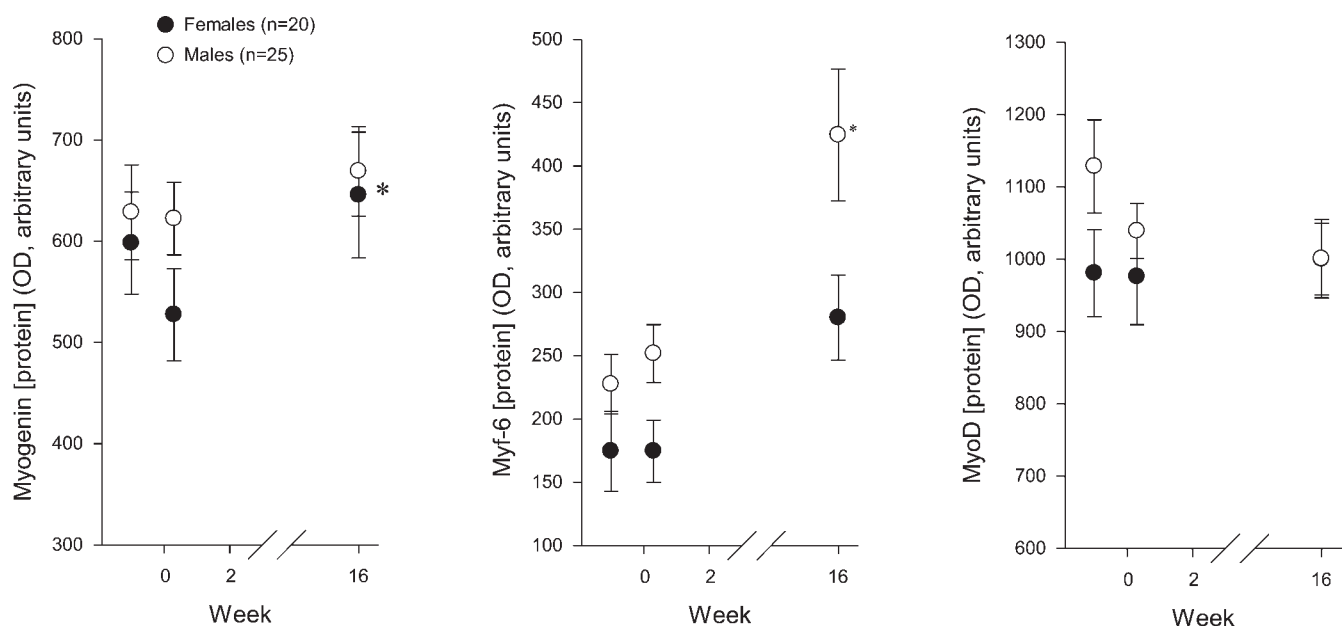 Females (n=20)
Males (n=25)
Myogenin [protein] (OD, arbitrary units)
800
700
600
500
400
300
0 2 16
Week
*
Myf-6 [protein] (OD, arbitrary units)
500
450
400
350
300
250
200
150
100
0 2 16
Week
*
MyoD [protein] (OD, arbitrary units)
1300
1200
1100
1000
900
800
700
600
0 2 16
Week